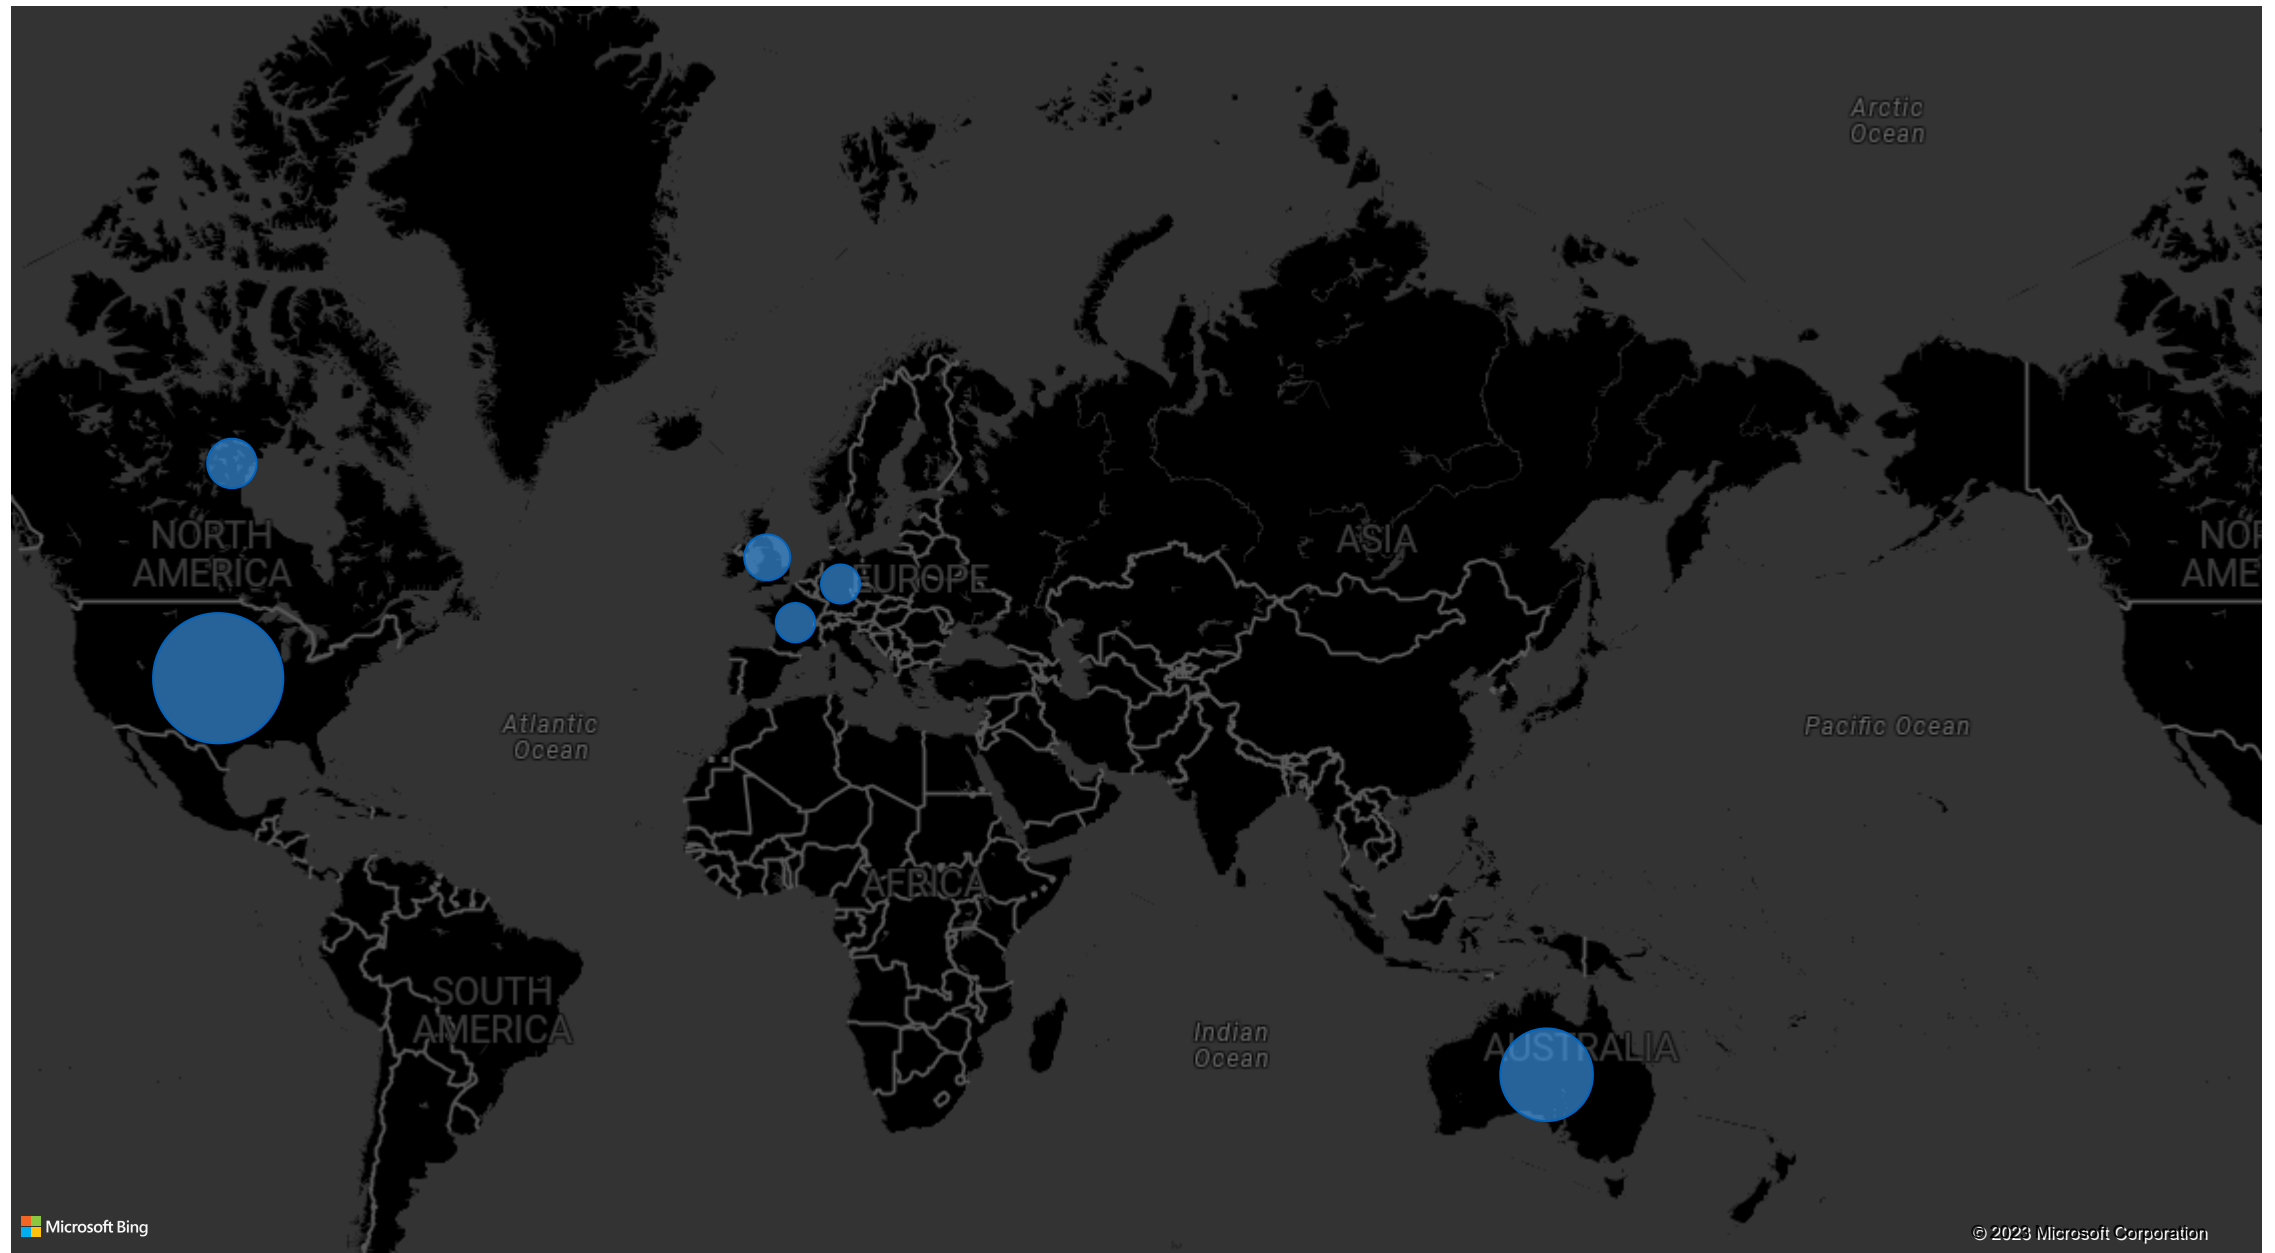 Arctic
Ocean
NORTH
AMERICA
NOR
AME
ASIA
EUROPE
Atlantic
Ocean
Pacific Ocean
AFRICA
SOUTH
AMERICA
Indian
Ocean
AUSTRALIA
Microsoft Bing
© 2023 Microsoft Corporation